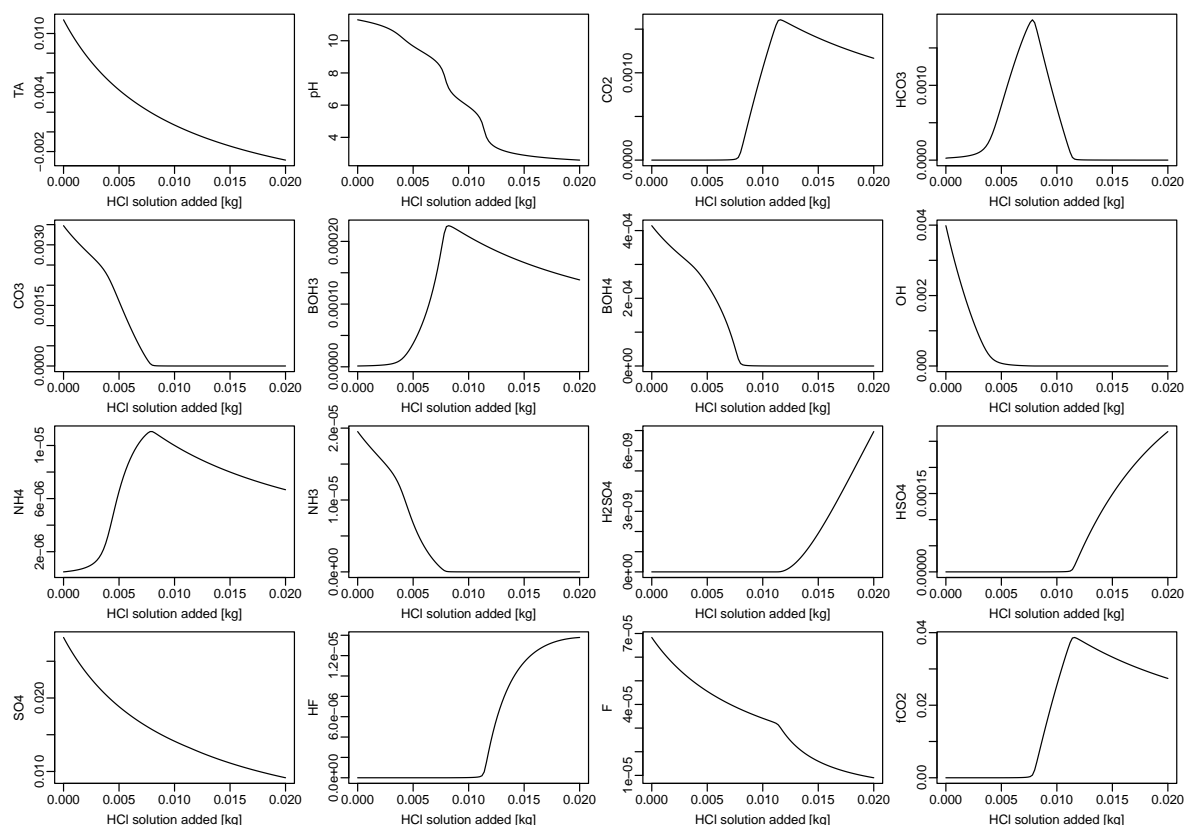 TA
0.010
0.004
−0.002
0.000 0.005 0.010 0.015 0.020
HCl solution added [kg]
pH
10
8
6
4
0.000 0.005 0.010 0.015 0.020
HCl solution added [kg]
CO2
0.0010
0.0000
0.000 0.005 0.010 0.015 0.020
HCl solution added [kg]
HCO3
0.0010
0.0000
0.000 0.005 0.010 0.015 0.020
HCl solution added [kg]
CO3
0.0030
0.0015
0.0000
0.000 0.005 0.010 0.015 0.020
HCl solution added [kg]
BOH3
0.00020
0.00010
0.00000
0.000 0.005 0.010 0.015 0.020
HCl solution added [kg]
BOH4
4e−04
2e−04
0e+00
0.000 0.005 0.010 0.015 0.020
HCl solution added [kg]
OH
0.004
0.002
0.000
0.000 0.005 0.010 0.015 0.020
HCl solution added [kg]
NH4
1e−05
6e−06
2e−06
0.000 0.005 0.010 0.015 0.020
HCl solution added [kg]
NH3
2.0e−05
1.0e−05
0.0e+00
0.000 0.005 0.010 0.015 0.020
HCl solution added [kg]
H2SO4
6e−09
3e−09
0e+00
0.000 0.005 0.010 0.015 0.020
HCl solution added [kg]
HSO4
0.00015
0.00000
0.000 0.005 0.010 0.015 0.020
HCl solution added [kg]
SO4
0.020
0.010
0.000 0.005 0.010 0.015 0.020
HCl solution added [kg]
HF
1.2e−05
6.0e−06
0.0e+00
0.000 0.005 0.010 0.015 0.020
HCl solution added [kg]
F
7e−05
4e−05
1e−05
0.000 0.005 0.010 0.015 0.020
HCl solution added [kg]
fCO2
0.04
0.02
0.00
0.000 0.005 0.010 0.015 0.020
HCl solution added [kg]